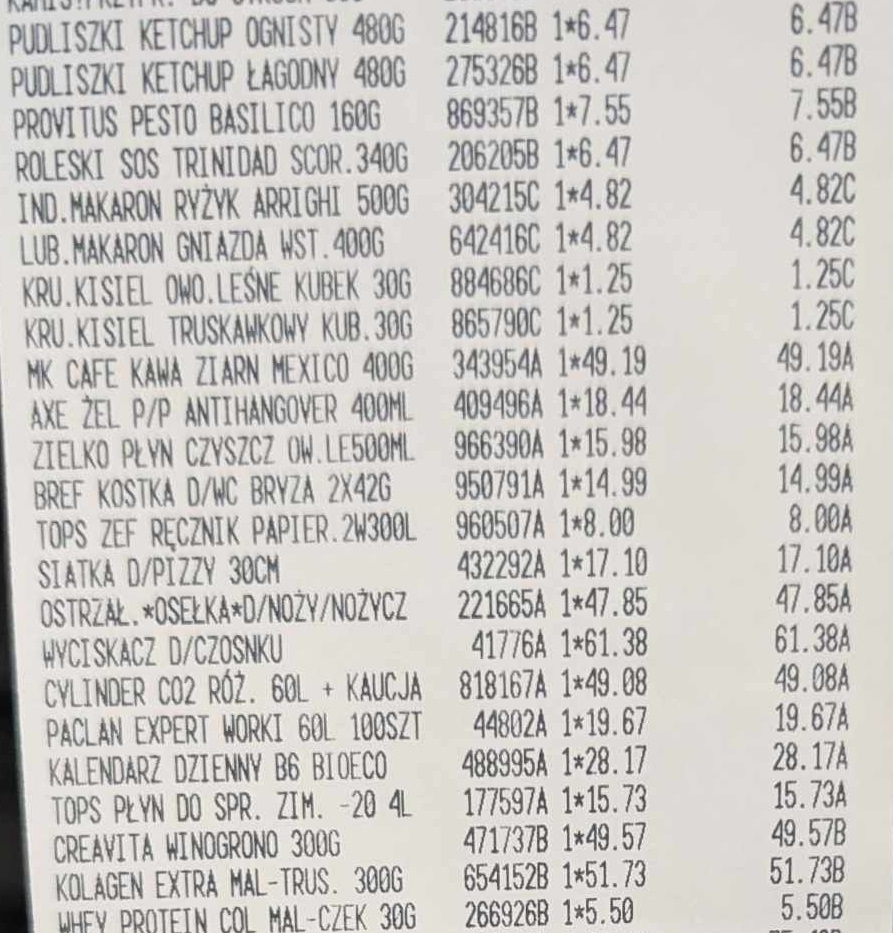 PUDLISZKI KETCHUP OGNISTY 480G 214816B 1*6.47 6.47B
PUDLISZKI KETCHUP ŁAGODNY 480G 275326B 1*6.47 6.47B
PROVITUS PESTO BASILICO 160G 869357B 1*7.55 7.55B
ROLESKI SOS TRINIDAD SCOR.340G 206205B 1*6.47 6.47B
IND.MAKARON RYŻYK ARRIGHI 500G 304215C 1*4.82 4.82C
LUB.MAKARON GNIAZDA WST.400G 642416C 1*4.82 4.82C
KRU.KISIEL OWO.LEŚNE KUBEK 30G 884686C 1*1.25 1.25C
KRU.KISIEL TRUSKAWKOWY KUB.30G 865790C 1*1.25 1.25C
MK CAFE KAWA ZIARN MEXICO 400G 343954A 1*49.19 49.19A
AXE ŻEL P/P ANTIHANGOVER 400ML 409496A 1*18.44 18.44A
ZIELKO PŁYN CZYSZCZ OW.LE500ML 966390A 1*15.98 15.98A
BREF KOSTKA D/WC BRYZA 2X42G 950791A 1*14.99 14.99A
TOPS ZEF RĘCZNIK PAPIER.2W300L 960507A 1*8.00 8.00A
SIATKA D/PIZZY 30CM 432292A 1*17.10 17.10A
OSTRZAŁ.*OSEŁKA*D/NOŻY/NOŻYCZ 221665A 1*47.85 47.85A
WYCISKACZ D/CZOSNKU 41776A 1*61.38 61.38A
CYLINDER CO2 RÓŻ. 60L + KAUCJA 818167A 1*49.08 49.08A
PACLAN EXPERT WORKI 60L 100SZT 44802A 1*19.67 19.67A
KALENDARZ DZIENNY B6 BIOECO 488995A 1*28.17 28.17A
TOPS PŁYN DO SPR. ZIM. -20 4L 177597A 1*15.73 15.73A
CREAVITA WINOGRONO 300G 471737B 1*49.57 49.57B
KOLAGEN EXTRA MAL-TRUS. 300G 654152B 1*51.73 51.73B
WHEY PROTEIN COL MAL-CZEK 30G 266926B 1*5.50 5.50B